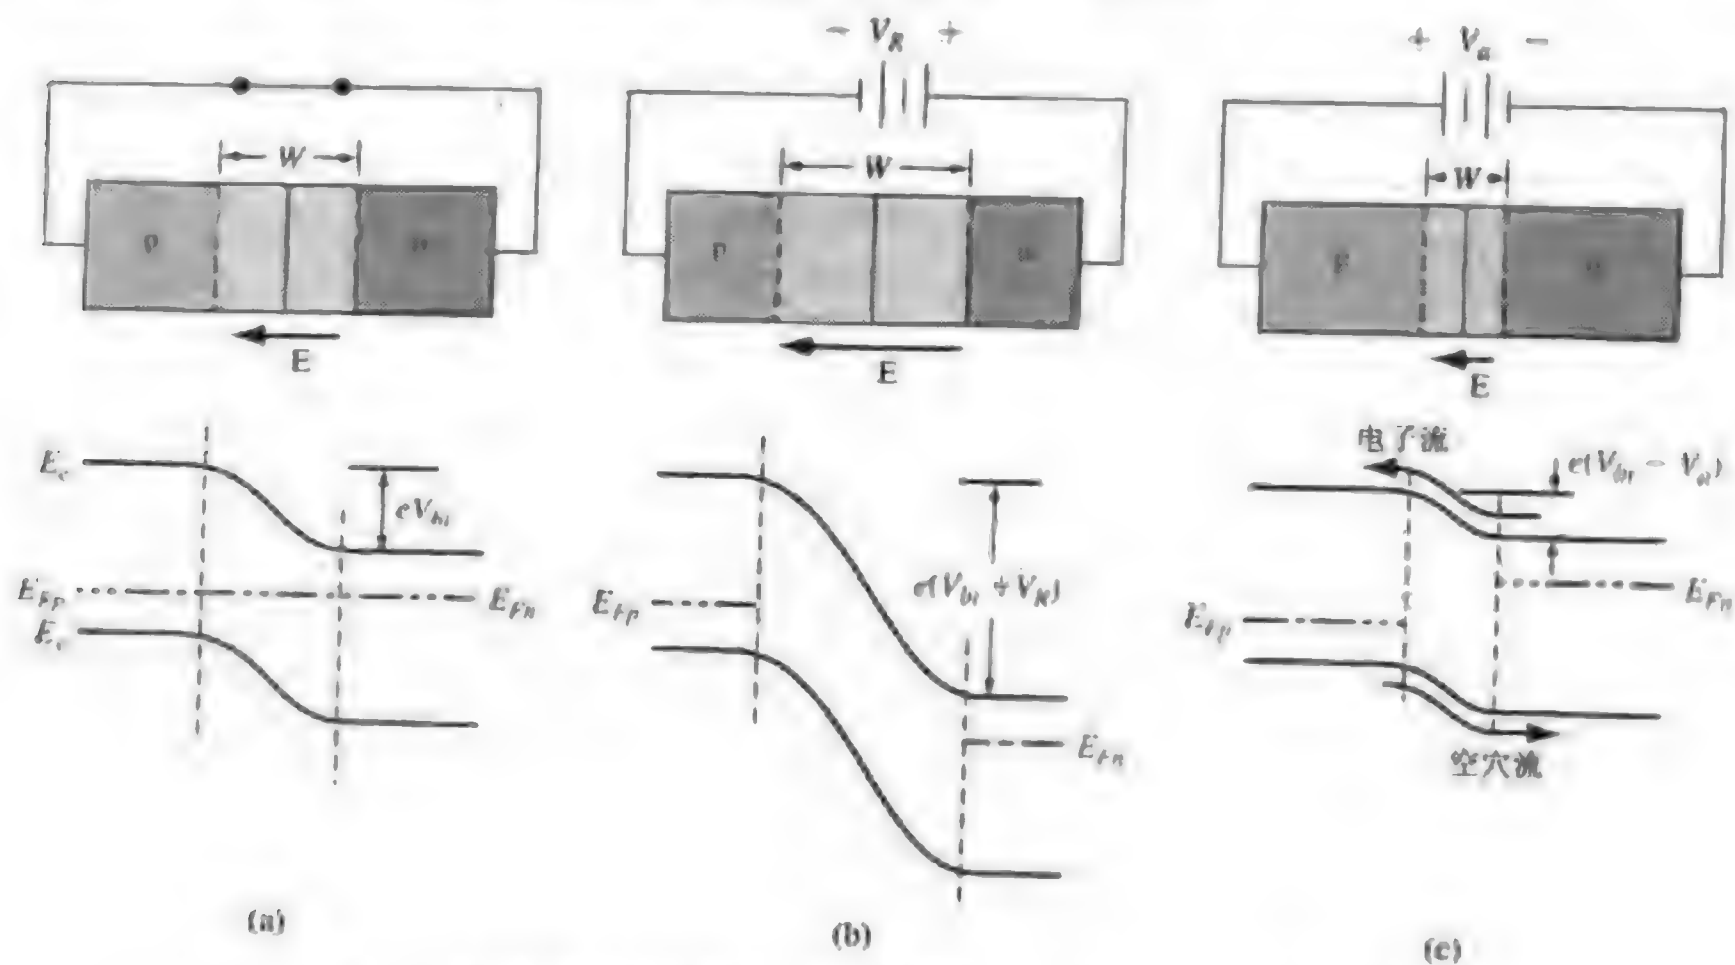 − V_R +
+ V_a −
W
W
W
p
n
p
n
p
n
E
E
E
E_c
eV_bi
E_Fp
E_Fn
E_v
e(V_bi + V_R)
E_Fp
E_Fn
电子流
e(V_bi − V_a)
E_Fp
E_Fn
空穴流
(a)
(b)
(c)